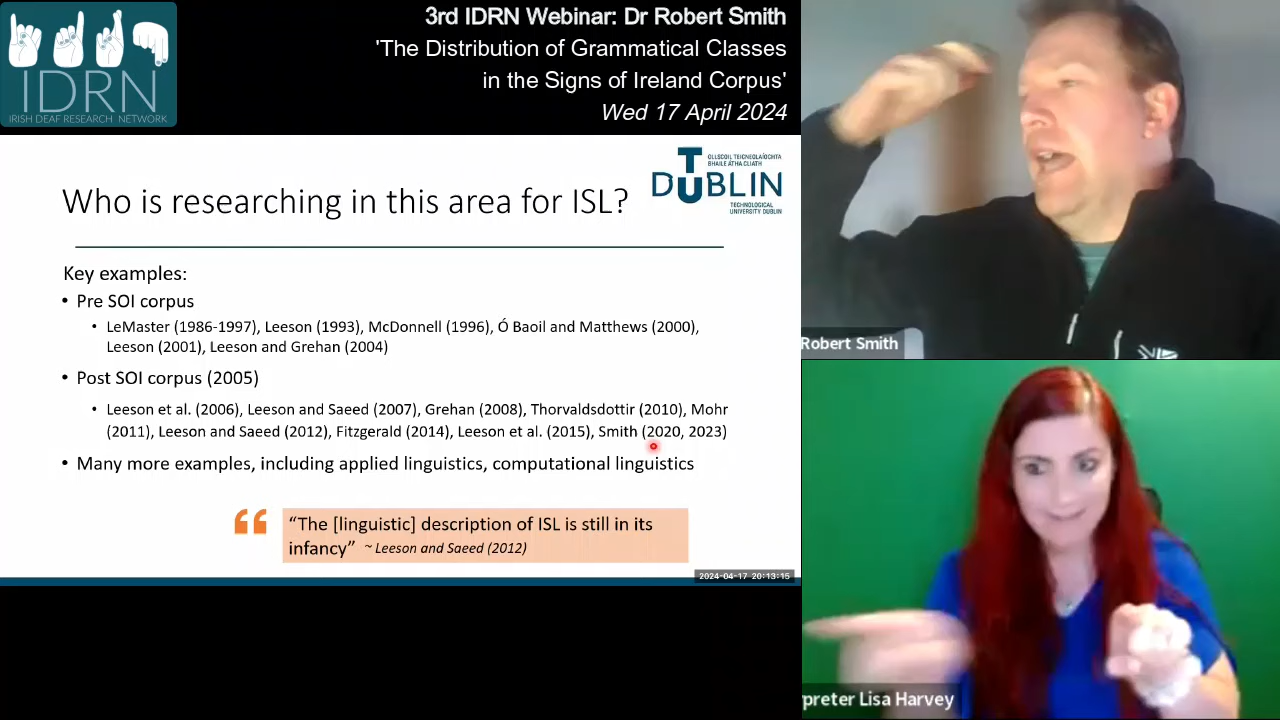 IDRN
IRISH DEAF RESEARCH NETWORK
3rd IDRN Webinar: Dr Robert Smith
'The Distribution of Grammatical Classes
in the Signs of Ireland Corpus'
Wed 17 April 2024
Who is researching in this area for ISL?
OLLSCOIL TEICNEOLAÍOCHTA
BHAILE ÁTHA CLIATH
TU DUBLIN
TECHNOLOGICAL
UNIVERSITY DUBLIN
Key examples:
• Pre SOI corpus
• LeMaster (1986-1997), Leeson (1993), McDonnell (1996), Ó Baoil and Matthews (2000),
Leeson (2001), Leeson and Grehan (2004)
• Post SOI corpus (2005)
• Leeson et al. (2006), Leeson and Saeed (2007), Grehan (2008), Thorvaldsdottir (2010), Mohr
(2011), Leeson and Saeed (2012), Fitzgerald (2014), Leeson et al. (2015), Smith (2020, 2023)
• Many more examples, including applied linguistics, computational linguistics
“The [linguistic] description of ISL is still in its
infancy” ~ Leeson and Saeed (2012)
2024-04-17 20:13:15
Robert Smith
preter Lisa Harvey